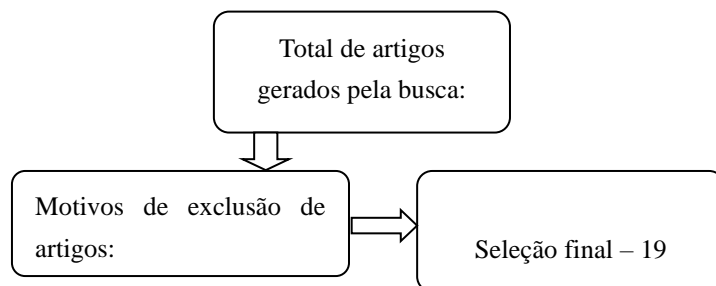 Total de artigos
gerados pela busca:
Motivos de exclusão de
artigos:
Seleção final – 19